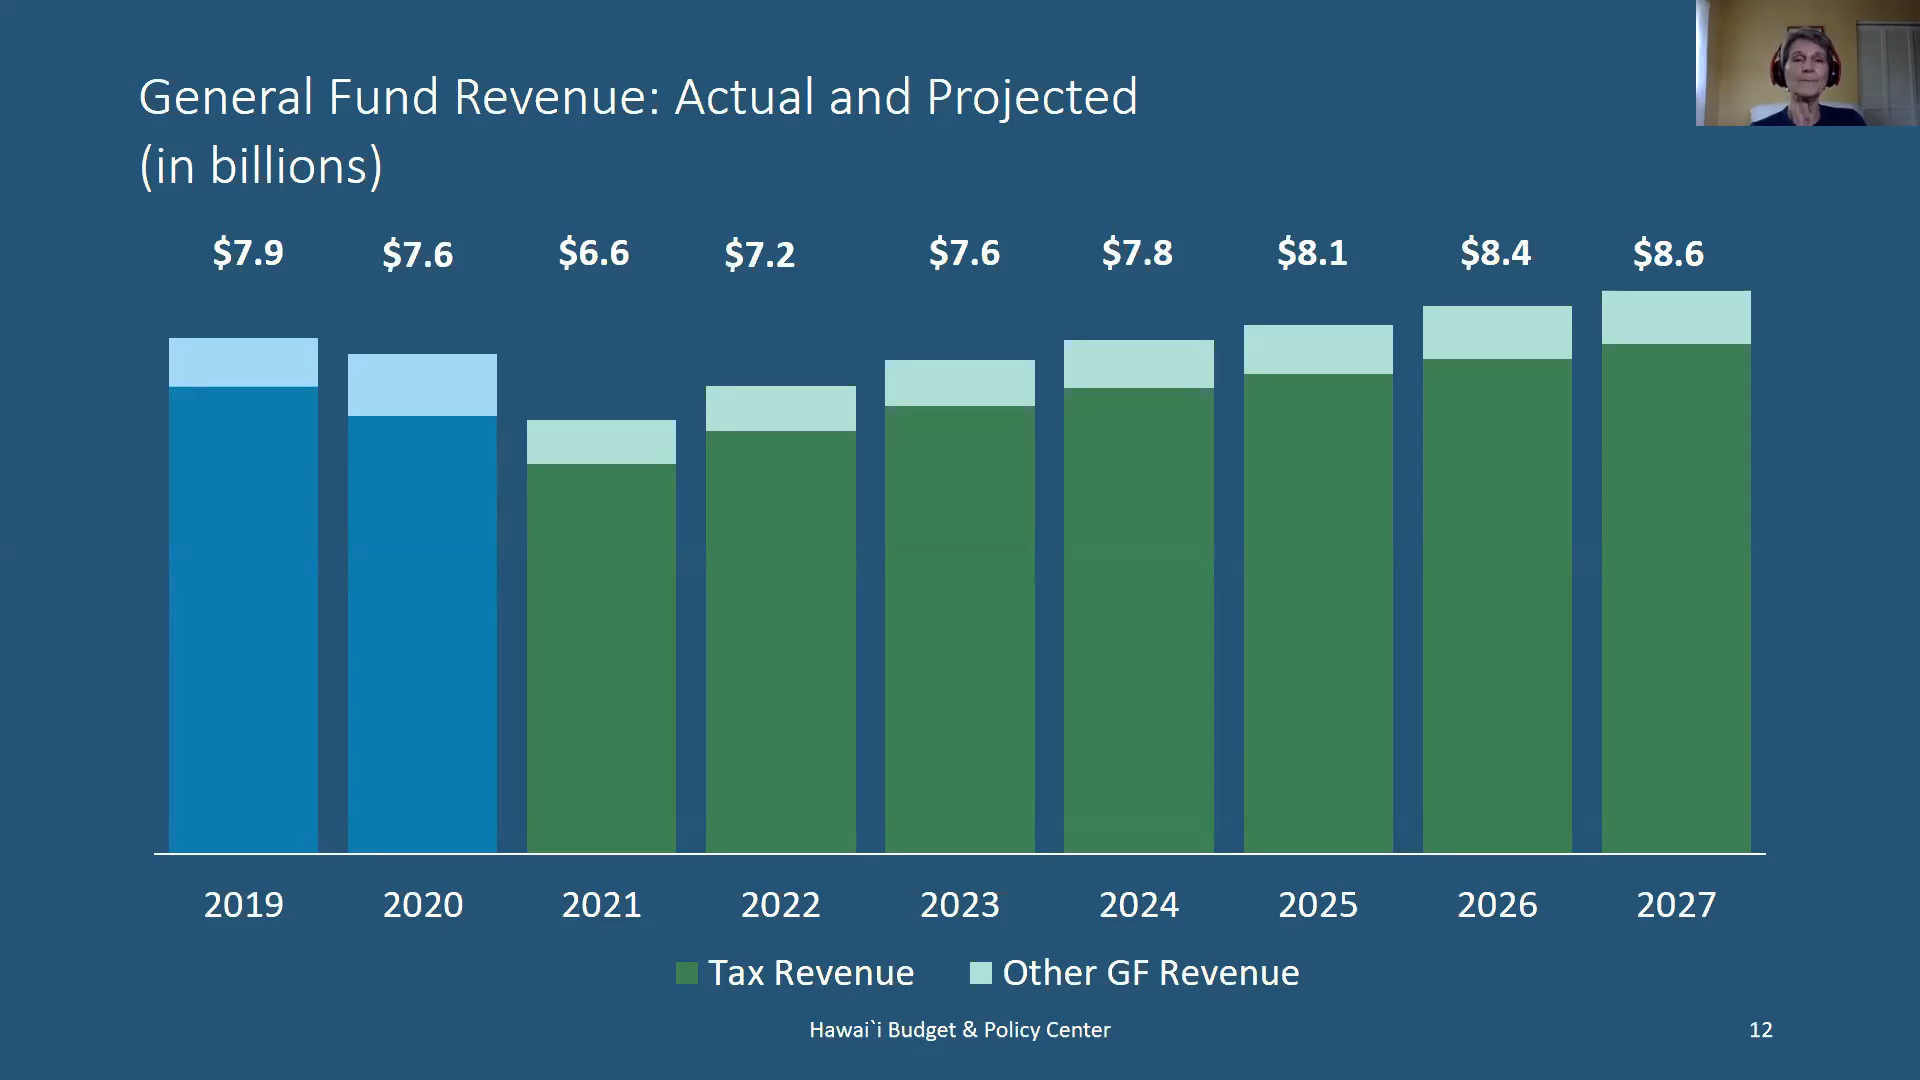 General Fund Revenue: Actual and Projected
(in billions)
$7.9 $7.6 $6.6 $7.2 $7.6 $7.8 $8.1 $8.4 $8.6
2019 2020 2021 2022 2023 2024 2025 2026 2027
Tax Revenue Other GF Revenue
Hawai`i Budget & Policy Center 12